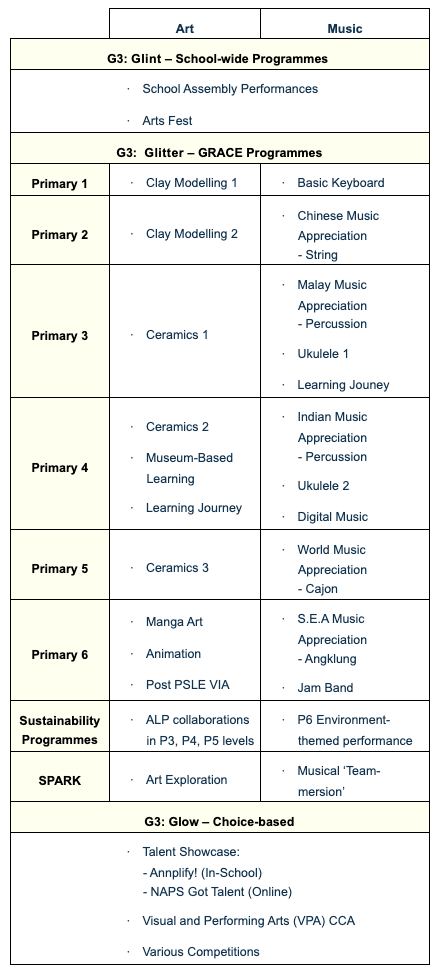 Art Music
G3: Glint – School-wide Programmes
· School Assembly Performances
· Arts Fest
G3: Glitter – GRACE Programmes
Primary 1
· Clay Modelling 1
· Basic Keyboard
Primary 2
· Clay Modelling 2
· Chinese Music
Appreciation
- String
Primary 3
· Ceramics 1
· Malay Music
Appreciation
- Percussion
· Ukulele 1
· Learning Jouney
Primary 4
· Ceramics 2
· Museum-Based
Learning
· Learning Journey
· Indian Music
Appreciation
- Percussion
· Ukulele 2
· Digital Music
Primary 5
· Ceramics 3
· World Music
Appreciation
- Cajon
Primary 6
· Manga Art
· Animation
· Post PSLE VIA
· S.E.A Music
Appreciation
- Angklung
· Jam Band
Sustainability
Programmes
· ALP collaborations
in P3, P4, P5 levels
· P6 Environment-
themed performance
SPARK
· Art Exploration
· Musical ‘Team-
mersion’
G3: Glow – Choice-based
· Talent Showcase:
- Annplify! (In-School)
- NAPS Got Talent (Online)
· Visual and Performing Arts (VPA) CCA
· Various Competitions